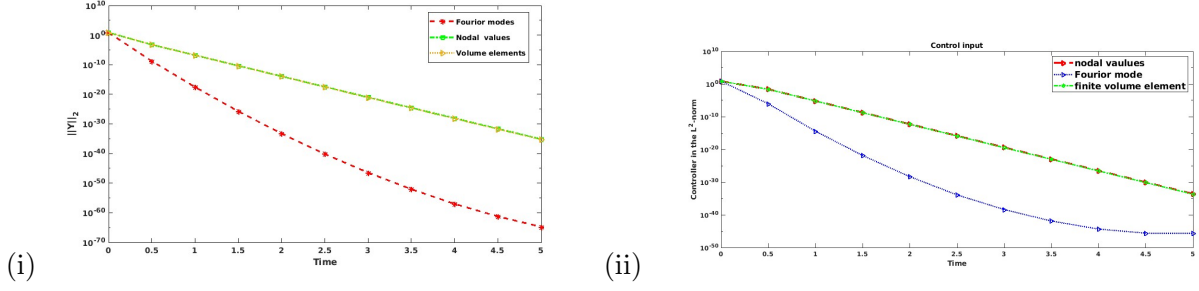 10^10
10^0
10^-10
10^-20
10^-30
10^-40
10^-50
10^-60
10^-70
||Y||_2
0 0.5 1 1.5 2 2.5 3 3.5 4 4.5 5
Time
Fourior modes
Nodal values
Volume elements
(i)
Control input
10^10
10^0
10^-10
10^-20
10^-30
10^-40
10^-50
Controller in the L^2-norm
0 0.5 1 1.5 2 2.5 3 3.5 4 4.5 5
Time
nodal vaulues
Fourior mode
finite volume element
(ii)